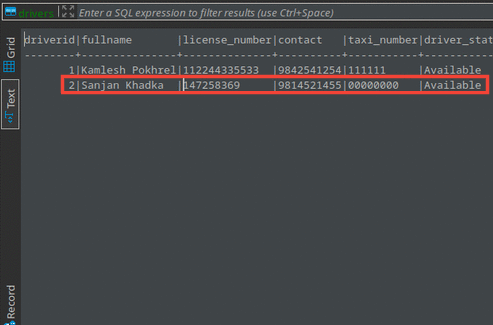 drivers Enter a SQL expression to filter results (use Ctrl+Space)
Grid
Text
Record
driverid|fullname |license_number|contact |taxi_number|driver_stat
--------+---------------+--------------+----------+-----------+-----------
1|Kamlesh Pokhrel|112244335533 |9842541254|111111 |Available
2|Sanjan Khadka |147258369 |9814521455|00000000 |Available